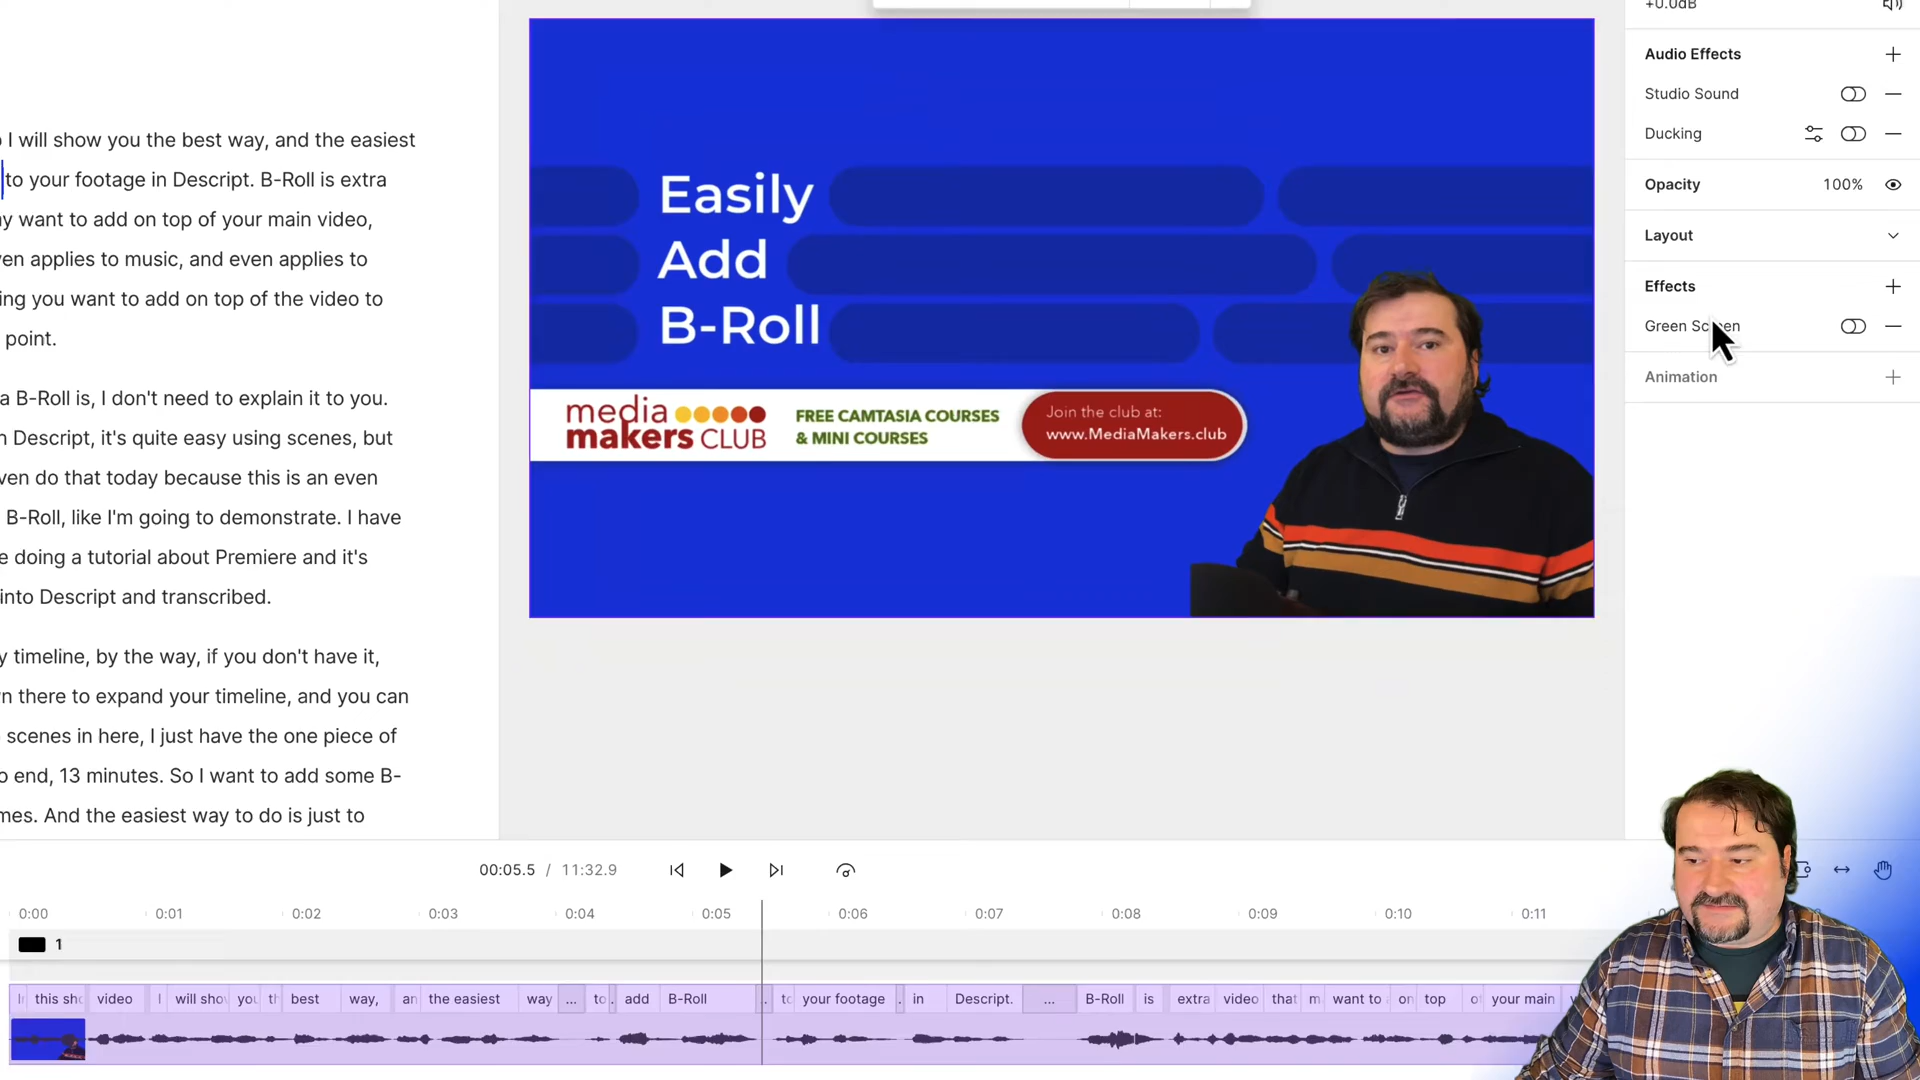 +0.0dB
Audio Effects
Studio Sound
Ducking
Opacity 100%
Layout
Effects
Green Screen
Animation
I will show you the best way, and the easiest
to your footage in Descript. B-Roll is extra
want to add on top of your main video,
en applies to music, and even applies to
ing you want to add on top of the video to
point.
a B-Roll is, I don't need to explain it to you.
Descript, it's quite easy using scenes, but
ven do that today because this is an even
B-Roll, like I'm going to demonstrate. I have
e doing a tutorial about Premiere and it's
into Descript and transcribed.
y timeline, by the way, if you don't have it,
n there to expand your timeline, and you can
scenes in here, I just have the one piece of
o end, 13 minutes. So I want to add some B-
mes. And the easiest way to do is just to
Easily
Add
B-Roll
media
makers CLUB
FREE CAMTASIA COURSES
& MINI COURSES
Join the club at:
www.MediaMakers.club
00:05.5 / 11:32.9
0:00 0:01 0:02 0:03 0:04 0:05 0:06 0:07 0:08 0:09 0:10 0:11
1
this sho video I will sho you th best way, an the easiest way ... to . add B-Roll . to your footage . in Descript. ... B-Roll is extra video that m want to on top o your main